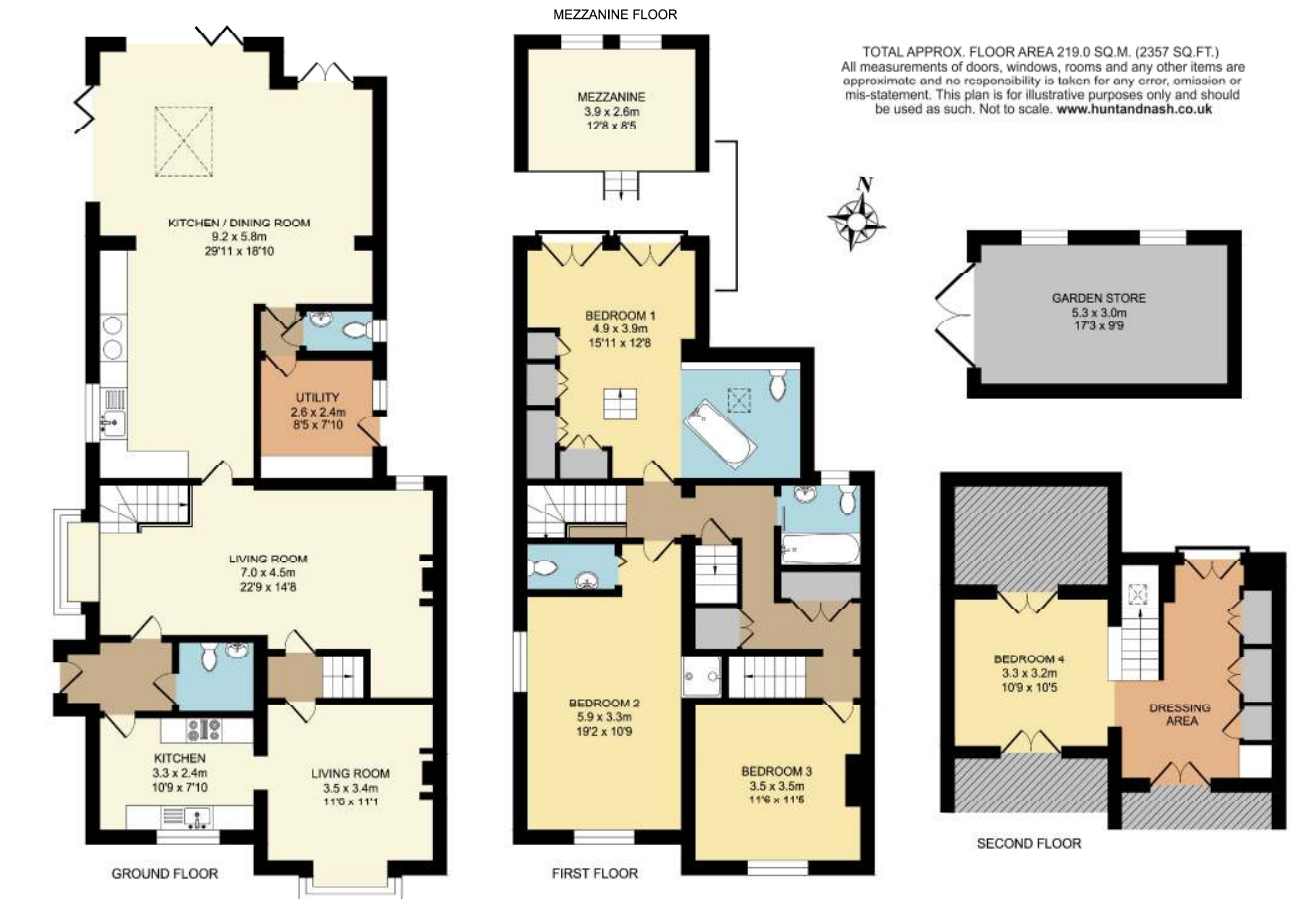 MEZZANINE FLOOR
TOTAL APPROX. FLOOR AREA 219.0 SQ.M. (2357 SQ.FT.)
All measurements of doors, windows, rooms and any other items are
approximate and no responsibility is taken for any error, omission or
mis-statement. This plan is for illustrative purposes only and should
be used as such. Not to scale. www.huntandnash.co.uk
MEZZANINE
3.9 x 2.6m
12'8 x 8'5
N
KITCHEN / DINING ROOM
9.2 x 5.8m
29'11 x 18'10
BEDROOM 1
4.9 x 3.9m
15'11 x 12'8
GARDEN STORE
5.3 x 3.0m
17'3 x 9'9
UTILITY
2.6 x 2.4m
8'5 x 7'10
LIVING ROOM
7.0 x 4.5m
22'9 x 14'8
BEDROOM 4
3.3 x 3.2m
10'9 x 10'5
DRESSING
AREA
BEDROOM 2
5.9 x 3.3m
19'2 x 10'9
KITCHEN
3.3 x 2.4m
10'9 x 7'10
LIVING ROOM
3.5 x 3.4m
11'6 x 11'1
BEDROOM 3
3.5 x 3.5m
11'6 x 11'6
GROUND FLOOR
FIRST FLOOR
SECOND FLOOR